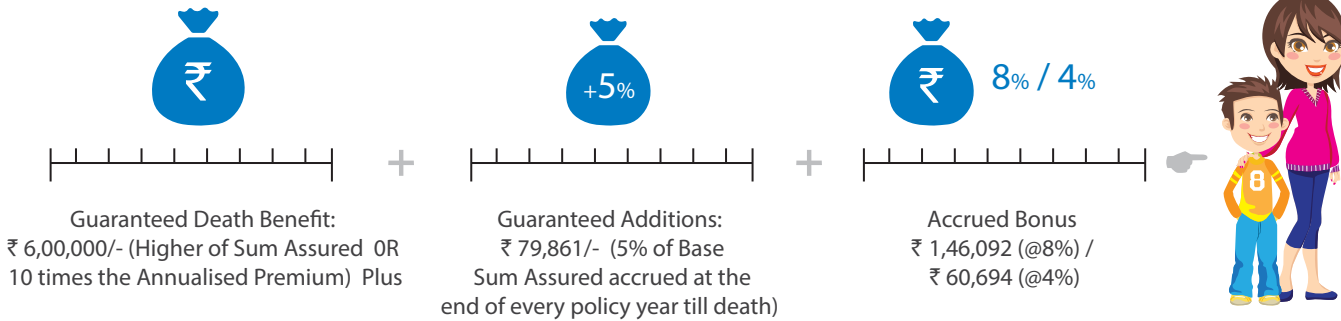 ₹
+5%
₹
8% / 4%
+
+
8
Guaranteed Death Benefit:
₹ 6,00,000/- (Higher of Sum Assured 0R
10 times the Annualised Premium) Plus
Guaranteed Additions:
₹ 79,861/- (5% of Base
Sum Assured accrued at the
end of every policy year till death)
Accrued Bonus
₹ 1,46,092 (@8%) /
₹ 60,694 (@4%)